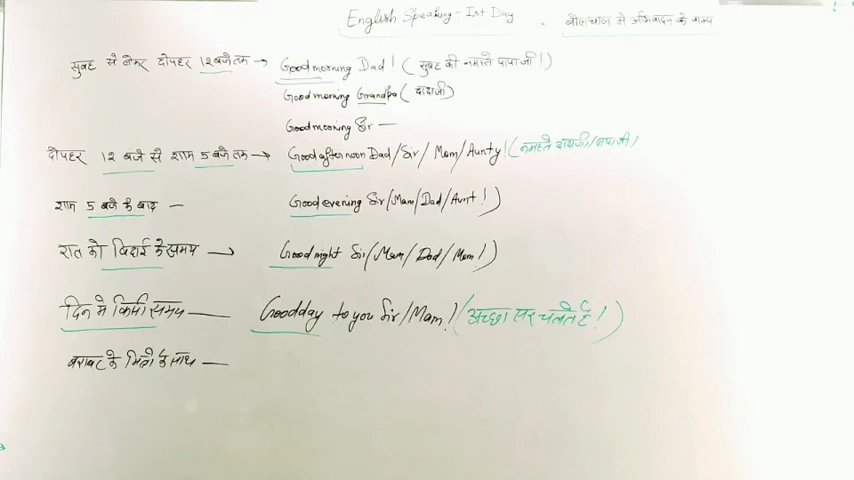 English Speaking - Ist Day . बोलचाल में अभिवादन के वाक्य
सुबह से लेकर दोपहर 12 बजे तक → Good morning Dad! (सुबह की नमस्ते पापा जी!)
Good morning Grandpa (दादाजी)
Good morning Sir —
दोपहर 12 बजे से शाम 5 बजे तक → Good afternoon Dad/Sir/Mom/Aunty! (नमस्ते दादाजी/पापाजी/
शाम 5 बजे के बाद — Good evening Sir/Mam/Dad/Aunt!)
रात को विदाई के समय → Good night Sir (Mam/Dad/Mom!)
दिन में किसी समय — Goodday to you Sir/Mam! (अच्छा सर चलते हैं!)
बराबर के मित्रों के साथ —